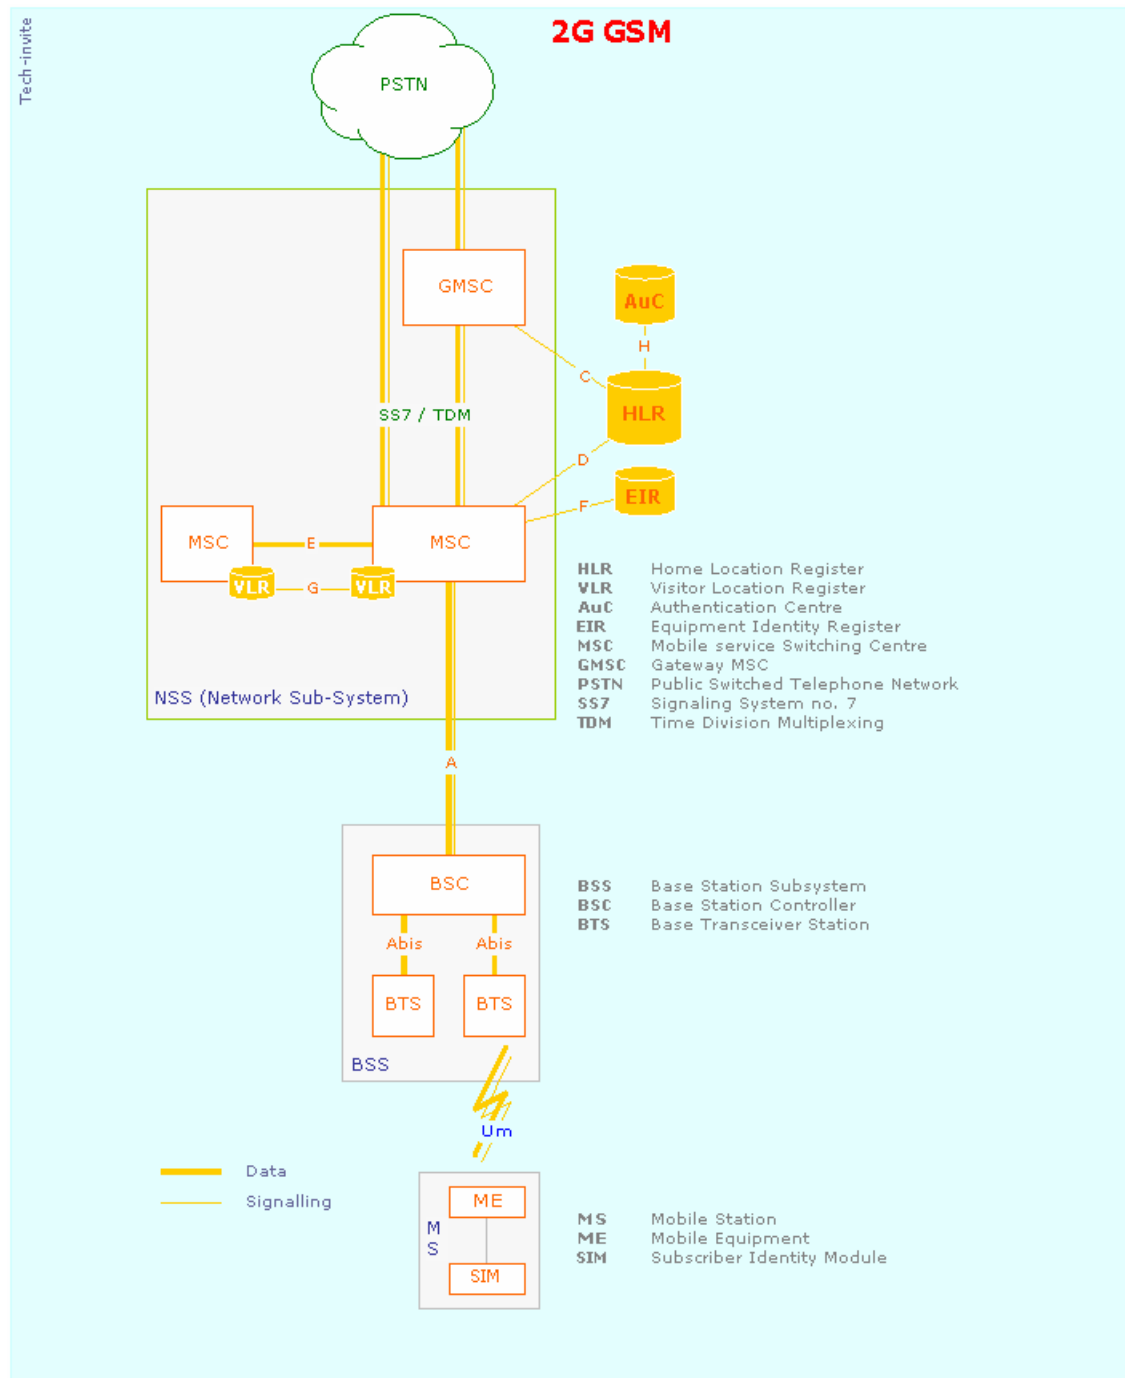 Tech-invite
2G GSM
PSTN
GMSC
AuC
H
C
HLR
SS7 / TDM
D
EIR
F
MSC
E
MSC
VLR
G
VLR
HLR Home Location Register
VLR Visitor Location Register
AuC Authentication Centre
EIR Equipment Identity Register
MSC Mobile service Switching Centre
GMSC Gateway MSC
PSTN Public Switched Telephone Network
SS7 Signaling System no. 7
TDM Time Division Multiplexing
NSS (Network Sub-System)
A
BSC
BSS Base Station Subsystem
BSC Base Station Controller
BTS Base Transceiver Station
Abis
Abis
BTS
BTS
BSS
Um
Data
Signalling
ME
M
S
SIM
MS Mobile Station
ME Mobile Equipment
SIM Subscriber Identity Module